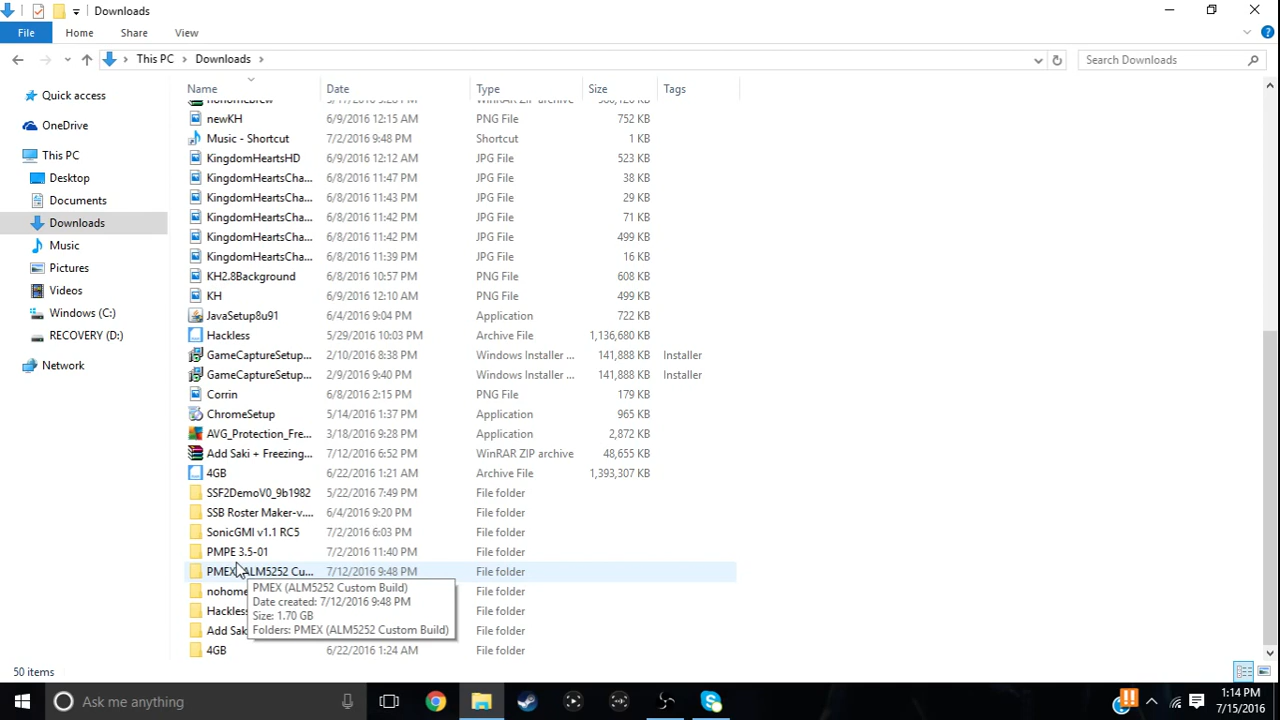 Downloads
File Home Share View
This PC Downloads
Search Downloads
Name Date Type Size Tags
Quick access
OneDrive
This PC
Desktop
Documents
Downloads
Music
Pictures
Videos
Windows (C:)
RECOVERY (D:)
Network
nohomebrew WinRAR ZIP archive
newKH 6/9/2016 12:15 AM PNG File 752 KB
Music - Shortcut 7/2/2016 9:48 PM Shortcut 1 KB
KingdomHeartsHD 6/9/2016 12:12 AM JPG File 523 KB
KingdomHeartsCha... 6/8/2016 11:47 PM JPG File 38 KB
KingdomHeartsCha... 6/8/2016 11:43 PM JPG File 29 KB
KingdomHeartsCha... 6/8/2016 11:42 PM JPG File 71 KB
KingdomHeartsCha... 6/8/2016 11:42 PM JPG File 499 KB
KingdomHeartsCha... 6/8/2016 11:39 PM JPG File 16 KB
KH2.8Background 6/8/2016 10:57 PM PNG File 608 KB
KH 6/9/2016 12:10 AM PNG File 499 KB
JavaSetup8u91 6/4/2016 9:04 PM Application 722 KB
Hackless 5/29/2016 10:03 PM Archive File 1,136,680 KB
GameCaptureSetup... 2/10/2016 8:38 PM Windows Installer ... 141,888 KB Installer
GameCaptureSetup... 2/9/2016 9:40 PM Windows Installer ... 141,888 KB Installer
Corrin 6/8/2016 2:15 PM PNG File 179 KB
ChromeSetup 5/14/2016 1:37 PM Application 965 KB
AVG_Protection_Fre... 3/18/2016 9:28 PM Application 2,872 KB
Add Saki + Freezing... 7/12/2016 6:52 PM WinRAR ZIP archive 48,655 KB
4GB 6/22/2016 1:21 AM Archive File 1,393,307 KB
SSF2DemoV0_9b1982 5/22/2016 7:49 PM File folder
SSB Roster Maker-v.... 6/4/2016 9:20 PM File folder
SonicGMI v1.1 RC5 7/2/2016 6:03 PM File folder
PMPE 3.5-01 7/2/2016 11:40 PM File folder
PMEX (ALM5252 Cu... 7/12/2016 9:48 PM File folder
nohome File folder
Hackless File folder
Add Sak File folder
4GB 6/22/2016 1:24 AM File folder
PMEX (ALM5252 Custom Build)
Date created: 7/12/2016 9:48 PM
Size: 1.70 GB
Folders: PMEX (ALM5252 Custom Build)
50 items
Ask me anything
1:14 PM
7/15/2016